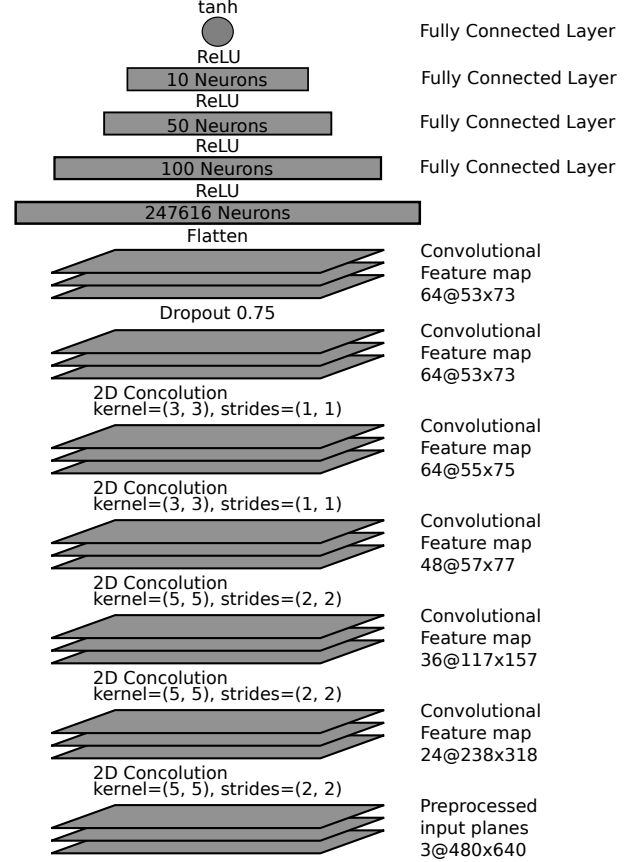 tanh
Fully Connected Layer
ReLU
10 Neurons
Fully Connected Layer
ReLU
50 Neurons
Fully Connected Layer
ReLU
100 Neurons
Fully Connected Layer
ReLU
247616 Neurons
Flatten
Convolutional
Feature map
64@53x73
Dropout 0.75
Convolutional
Feature map
64@53x73
2D Concolution
kernel=(3, 3), strides=(1, 1)
Convolutional
Feature map
64@55x75
2D Concolution
kernel=(3, 3), strides=(1, 1)
Convolutional
Feature map
48@57x77
2D Concolution
kernel=(5, 5), strides=(2, 2)
Convolutional
Feature map
36@117x157
2D Concolution
kernel=(5, 5), strides=(2, 2)
Convolutional
Feature map
24@238x318
2D Concolution
kernel=(5, 5), strides=(2, 2)
Preprocessed
input planes
3@480x640